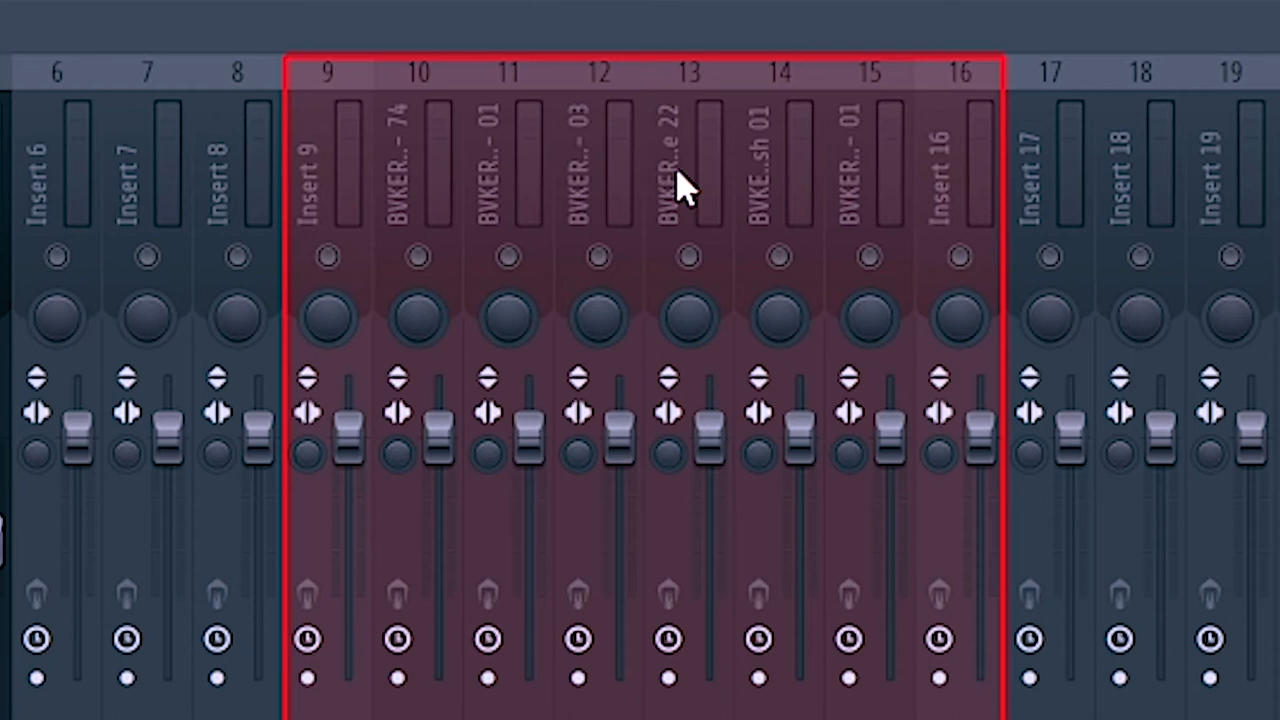 6 7 8 9 10 11 12 13 14 15 16 17 18 19
Insert 6
Insert 7
Insert 8
Insert 9
BVKER..- 74
BVKER..- 01
BVKER..- 03
BVKER..e 22
BVKE..sh 01
BVKER..- 01
Insert 16
Insert 17
Insert 18
Insert 19